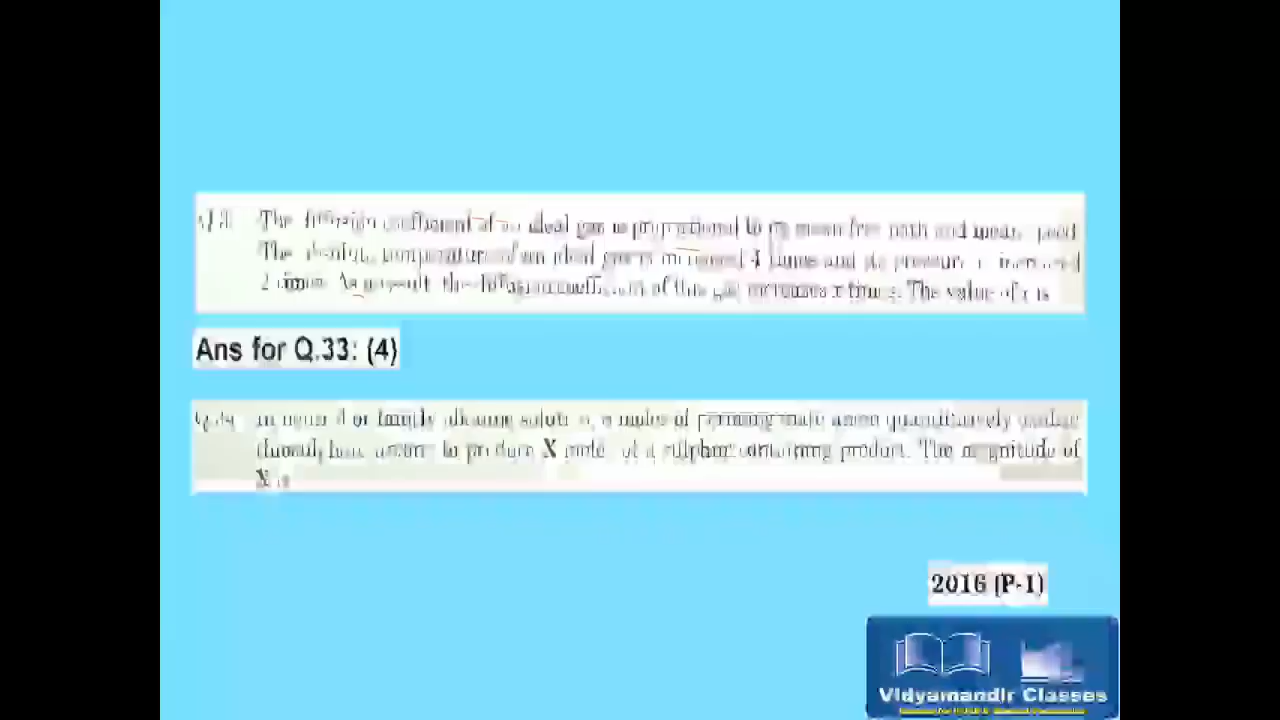 The diffusion coefficient of an ideal gas is proportional to its mean free path and mean speed
The absolute temperature of an ideal gas is increased 4 times and its pressure is increased
2 times. As a result, the diffusion coefficient of this gas increases x times. The value of x is
Ans for Q.33: (4)
In neutral or faintly alkaline solution, moles of permanganate anion quantitatively oxidize
thiosulphate anions to produce X moles of a sulphur containing product. The magnitude of
X is
2016 (P-1)
Vidyamandir Classes